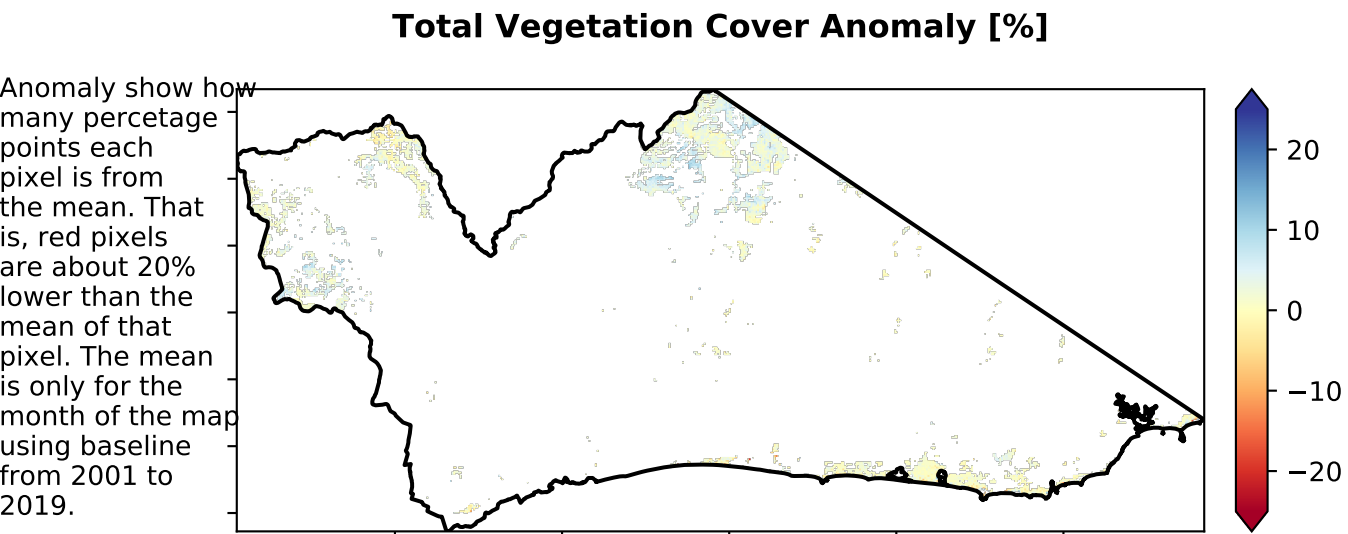 Total Vegetation Cover Anomaly [%]
Anomaly show how
many percetage
points each
pixel is from
the mean. That
is, red pixels
are about 20%
lower than the
mean of that
pixel. The mean
is only for the
month of the map
using baseline
from 2001 to
2019.
20
10
0
−10
−20